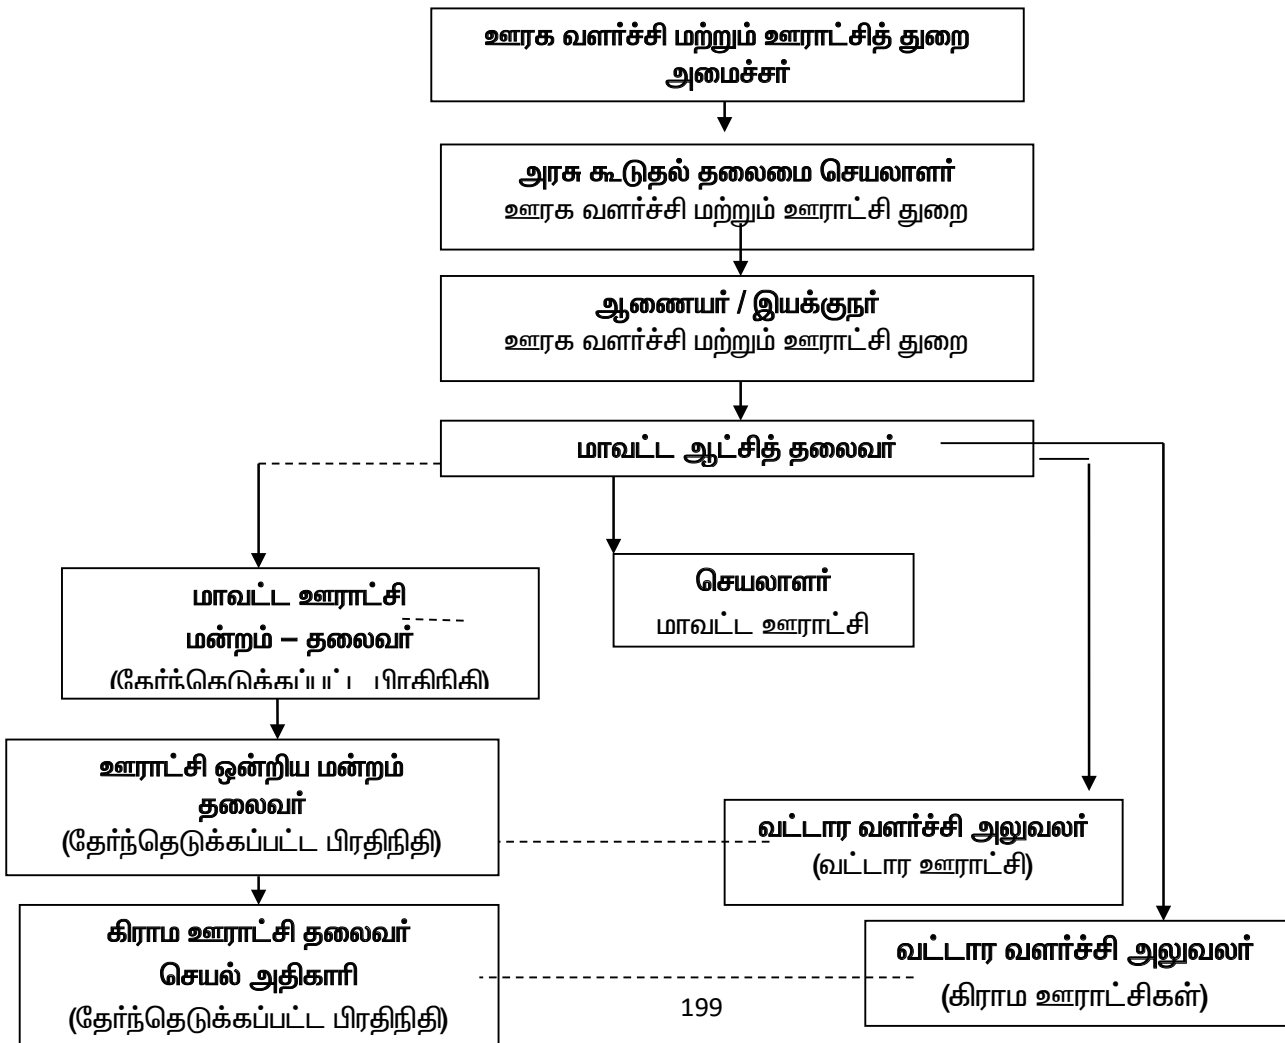 ஊரக வளர்ச்சி மற்றும் ஊராட்சித் துறை
அமைச்சர்
அரசு கூடுதல் தலைமை செயலாளர்
ஊரக வளர்ச்சி மற்றும் ஊராட்சி துறை
ஆணையர் / இயக்குநர்
ஊரக வளர்ச்சி மற்றும் ஊராட்சி துறை
மாவட்ட ஆட்சித் தலைவர்
செயலாளர்
மாவட்ட ஊராட்சி
மாவட்ட ஊராட்சி
மன்றம் – தலைவர்
(தேர்ந்தெடுக்கப்பட்ட பிரதிநிதி)
ஊராட்சி ஒன்றிய மன்றம்
தலைவர்
(தேர்ந்தெடுக்கப்பட்ட பிரதிநிதி)
வட்டார வளர்ச்சி அலுவலர்
(வட்டார ஊராட்சி)
கிராம ஊராட்சி தலைவர்
செயல் அதிகாரி
(தேர்ந்தெடுக்கப்பட்ட பிரதிநிதி)
வட்டார வளர்ச்சி அலுவலர்
(கிராம ஊராட்சிகள்)
199